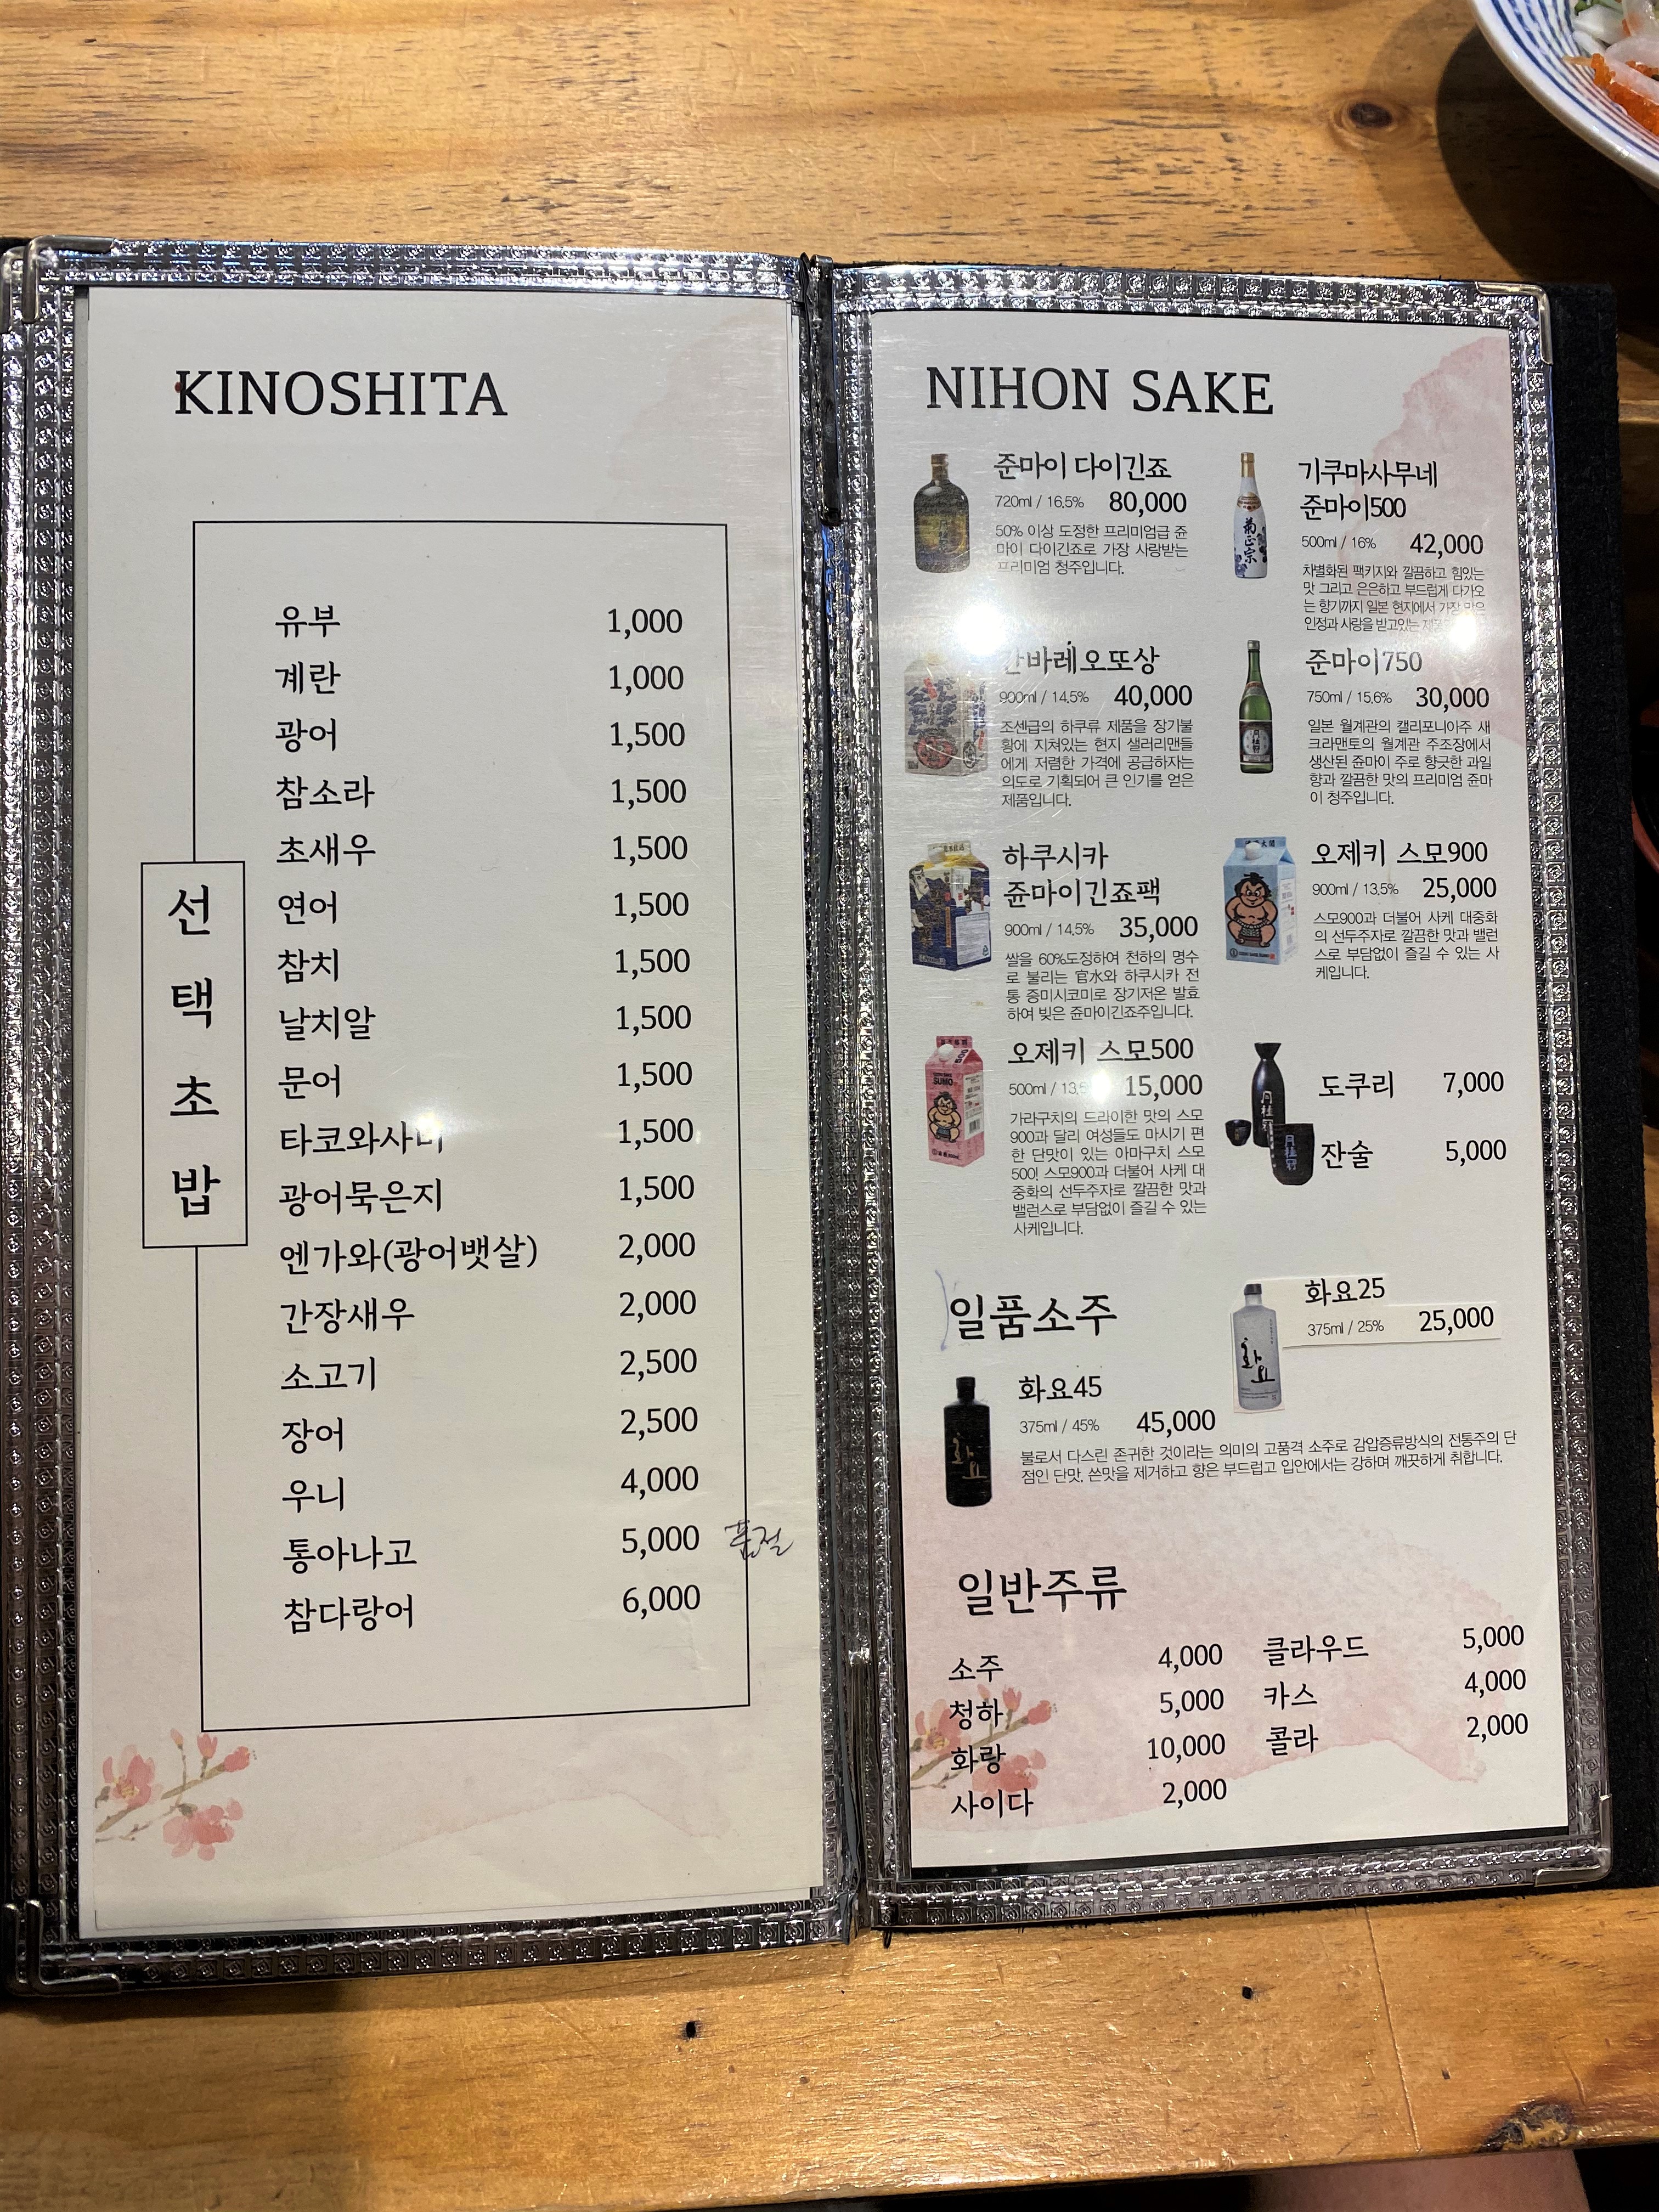 KINOSHITA
선
택
초
밥
유부 1,000
계란 1,000
광어 1,500
참소라 1,500
초새우 1,500
연어 1,500
참치 1,500
날치알 1,500
문어 1,500
타코와사비 1,500
광어묵은지 1,500
엔가와(광어뱃살) 2,000
간장새우 2,000
소고기 2,500
장어 2,500
우니 4,000
통아나고 5,000 품절
참다랑어 6,000
NIHON SAKE
준마이 다이긴죠
720ml / 16.5% 80,000
50% 이상 도정한 프리미엄급 쥰
마이 다이긴죠로 가장 사랑받는
프리미엄 청주입니다.
菊正宗
기쿠마사무네
준마이500
500ml / 16% 42,000
차별화된 팩키지와 깔끔하고 힘있는
맛 그리고 은은하고 부드럽게 다가오
는 향기까지 일본 현지에서 가장 많은
인정과 사랑을 받고있는
간바레오또상
900ml / 14.5% 40,000
조센급의 하쿠류 제품을 장기불
황에 지쳐있는 현지 샐러리맨들
에게 저렴한 가격에 공급하자는
의도로 기획되어 큰 인기를 얻은
제품입니다.
月桂冠
준마이750
750ml / 15.6% 30,000
일본 월계관의 캘리포니아주 새
크라맨토의 월계관 주조장에서
생산된 쥰마이 주로 향긋한 과일
향과 깔끔한 맛의 프리미엄 쥰마
이 청주입니다.
하쿠시카
쥰마이긴죠팩
900ml / 14.5% 35,000
쌀을 60%도정하여 천하의 명수
로 불리는 官水와 하쿠시카 전
통 증미시코미로 장기저온 발효
하여 빚은 쥰마이긴죠주입니다.
오제키 스모900
900ml / 13.5% 25,000
스모900과 더불어 사케 대중화
의 선두주자로 깔끔한 맛과 밸런
스로 부담없이 즐길 수 있는 사
케입니다.
SUMO
오제키 스모500
500ml / 13.5 15,000
가라구치의 드라이한 맛의 스모
900과 달리 여성들도 마시기 편
한 단맛이 있는 아마구치 스모
500! 스모900과 더불어 사케 대
중화의 선두주자로 깔끔한 맛과
밸런스로 부담없이 즐길 수 있는
사케입니다.
月桂冠
月桂冠
도쿠리 7,000
잔술 5,000
일품소주
화요
화요25
375ml / 25% 25,000
화요
화요45
375ml / 45% 45,000
불로서 다스린 존귀한 것이라는 의미의 고품격 소주로 감압증류방식의 전통주의 단
점인 단맛, 쓴맛을 제거하고 향은 부드럽고 입안에서는 강하며 깨끗하게 취합니다.
일반주류
소주 4,000
청하 5,000
화랑 10,000
사이다 2,000
클라우드 5,000
카스 4,000
콜라 2,000